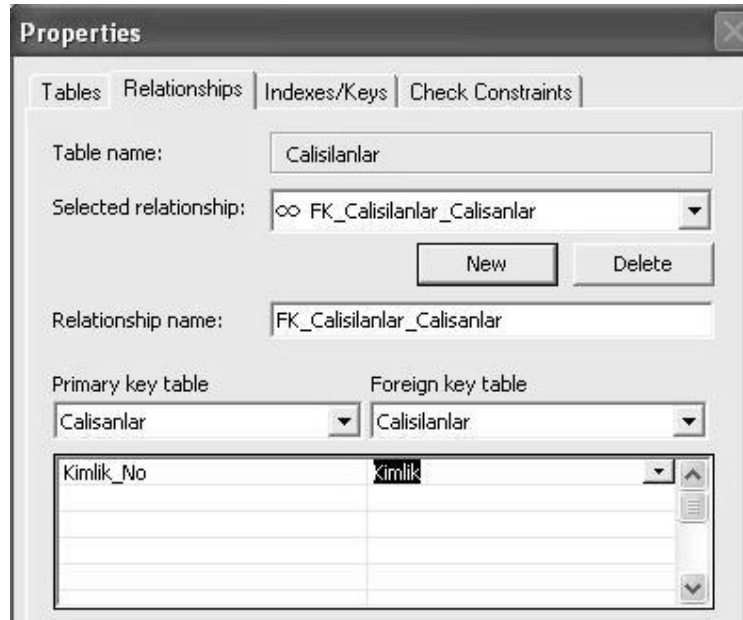 Properties
Tables Relationships Indexes/Keys Check Constraints
Table name: Calisilanlar
Selected relationship: FK_Calisilanlar_Calisanlar
New Delete
Relationship name: FK_Calisilanlar_Calisanlar
Primary key table Foreign key table
Calisanlar Calisilanlar
Kimlik_No Kimlik